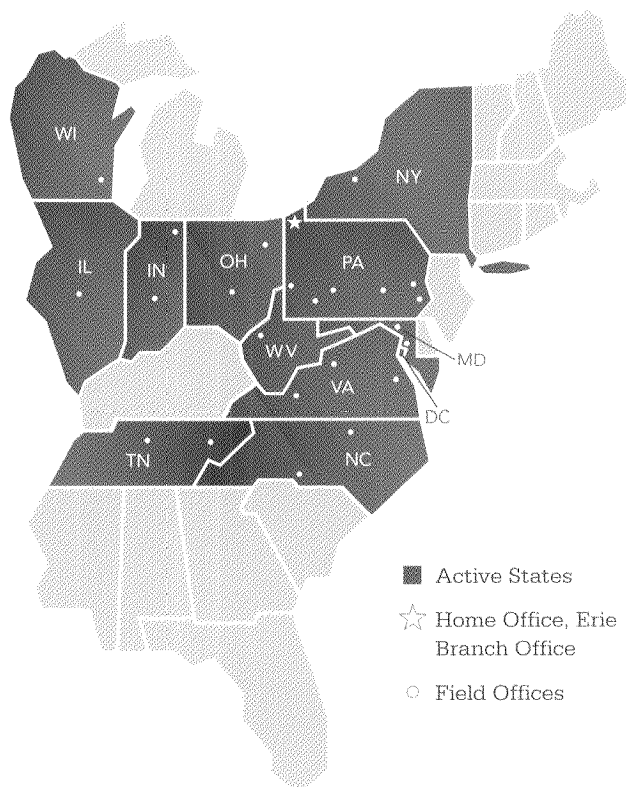 WI
NY
IL
IN
OH
PA
WV
MD
VA
DC
TN
NC
Active States
Home Office, Erie
Branch Office
Field Offices